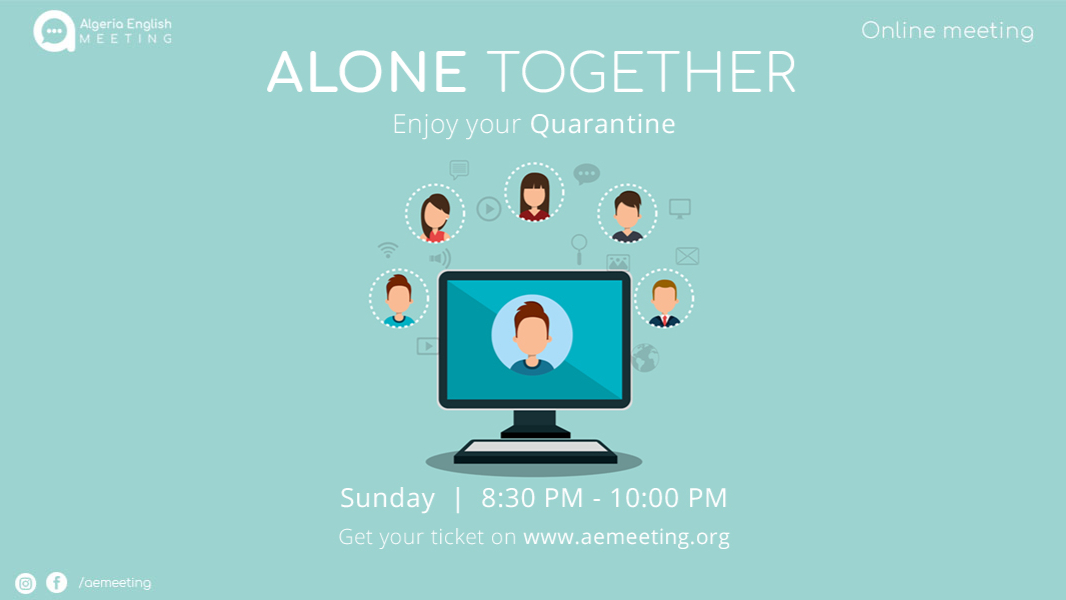 Algeria English
MEETING
Online meeting
ALONE TOGETHER
Enjoy your Quarantine
Sunday | 8:30 PM - 10:00 PM
Get your ticket on www.aemeeting.org
/aemeeting